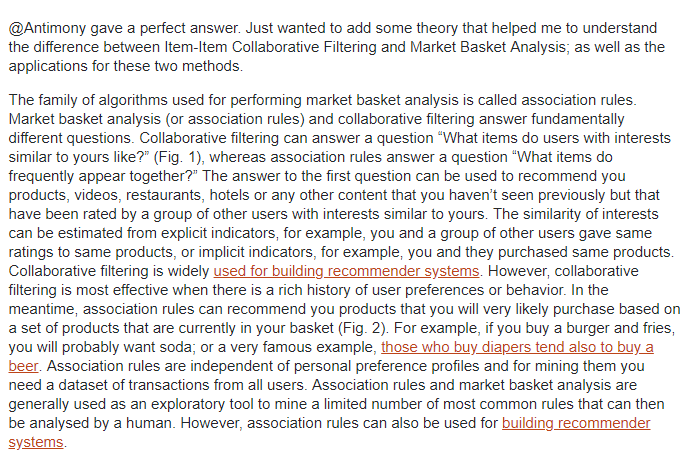 @Antimony gave a perfect answer. Just wanted to add some theory that helped me to understand
the difference between Item-Item Collaborative Filtering and Market Basket Analysis; as well as the
applications for these two methods.
The family of algorithms used for performing market basket analysis is called association rules.
Market basket analysis (or association rules) and collaborative filtering answer fundamentally
different questions. Collaborative filtering can answer a question “What items do users with interests
similar to yours like?” (Fig. 1), whereas association rules answer a question “What items do
frequently appear together?” The answer to the first question can be used to recommend you
products, videos, restaurants, hotels or any other content that you haven’t seen previously but that
have been rated by a group of other users with interests similar to yours. The similarity of interests
can be estimated from explicit indicators, for example, you and a group of other users gave same
ratings to same products, or implicit indicators, for example, you and they purchased same products.
Collaborative filtering is widely used for building recommender systems. However, collaborative
filtering is most effective when there is a rich history of user preferences or behavior. In the
meantime, association rules can recommend you products that you will very likely purchase based on
a set of products that are currently in your basket (Fig. 2). For example, if you buy a burger and fries,
you will probably want soda; or a very famous example, those who buy diapers tend also to buy a
beer. Association rules are independent of personal preference profiles and for mining them you
need a dataset of transactions from all users. Association rules and market basket analysis are
generally used as an exploratory tool to mine a limited number of most common rules that can then
be analysed by a human. However, association rules can also be used for building recommender
systems.